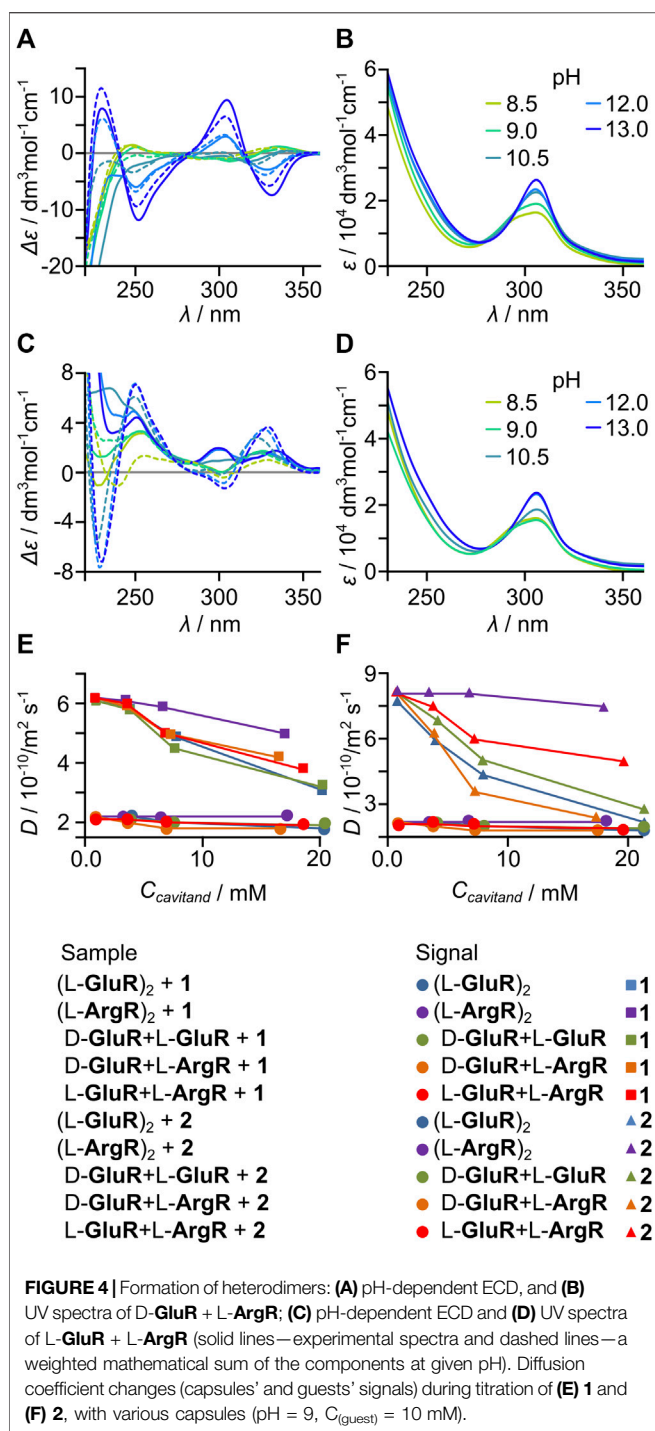 A
B
10
0
-10
-20
Δε / dm³mol⁻¹cm⁻¹
250 300 350
λ / nm
6
4
2
0
ε / 10⁴ dm³mol⁻¹cm⁻¹
pH
8.5 12.0
9.0 13.0
10.5
250 300 350
λ / nm
C
D
8
4
0
-4
-8
Δε / dm³mol⁻¹cm⁻¹
250 300 350
λ / nm
6
4
2
0
ε / 10⁴ dm³mol⁻¹cm⁻¹
pH
8.5 12.0
9.0 13.0
10.5
250 300 350
λ / nm
E
F
6
4
2
D / 10⁻¹⁰/m² s⁻¹
0.0 10 20
C_cavitand / mM
9
6
3
D / 10⁻¹⁰/m² s⁻¹
0.0 10 20
C_cavitand / mM
Sample
(L-GluR)₂ + 1
(L-ArgR)₂ + 1
D-GluR+L-GluR + 1
D-GluR+L-ArgR + 1
L-GluR+L-ArgR + 1
(L-GluR)₂ + 2
(L-ArgR)₂ + 2
D-GluR+L-GluR + 2
D-GluR+L-ArgR + 2
L-GluR+L-ArgR + 2
Signal
(L-GluR)₂ 1
(L-ArgR)₂ 1
D-GluR+L-GluR 1
D-GluR+L-ArgR 1
L-GluR+L-ArgR 1
(L-GluR)₂ 2
(L-ArgR)₂ 2
D-GluR+L-GluR 2
D-GluR+L-ArgR 2
L-GluR+L-ArgR 2
FIGURE 4 | Formation of heterodimers: (A) pH-dependent ECD, and (B)
UV spectra of D-GluR + L-ArgR; (C) pH-dependent ECD and (D) UV spectra
of L-GluR + L-ArgR (solid lines—experimental spectra and dashed lines—a
weighted mathematical sum of the components at given pH). Diffusion
coefficient changes (capsules' and guests' signals) during titration of (E) 1 and
(F) 2, with various capsules (pH = 9, C₍guest₎ = 10 mM).